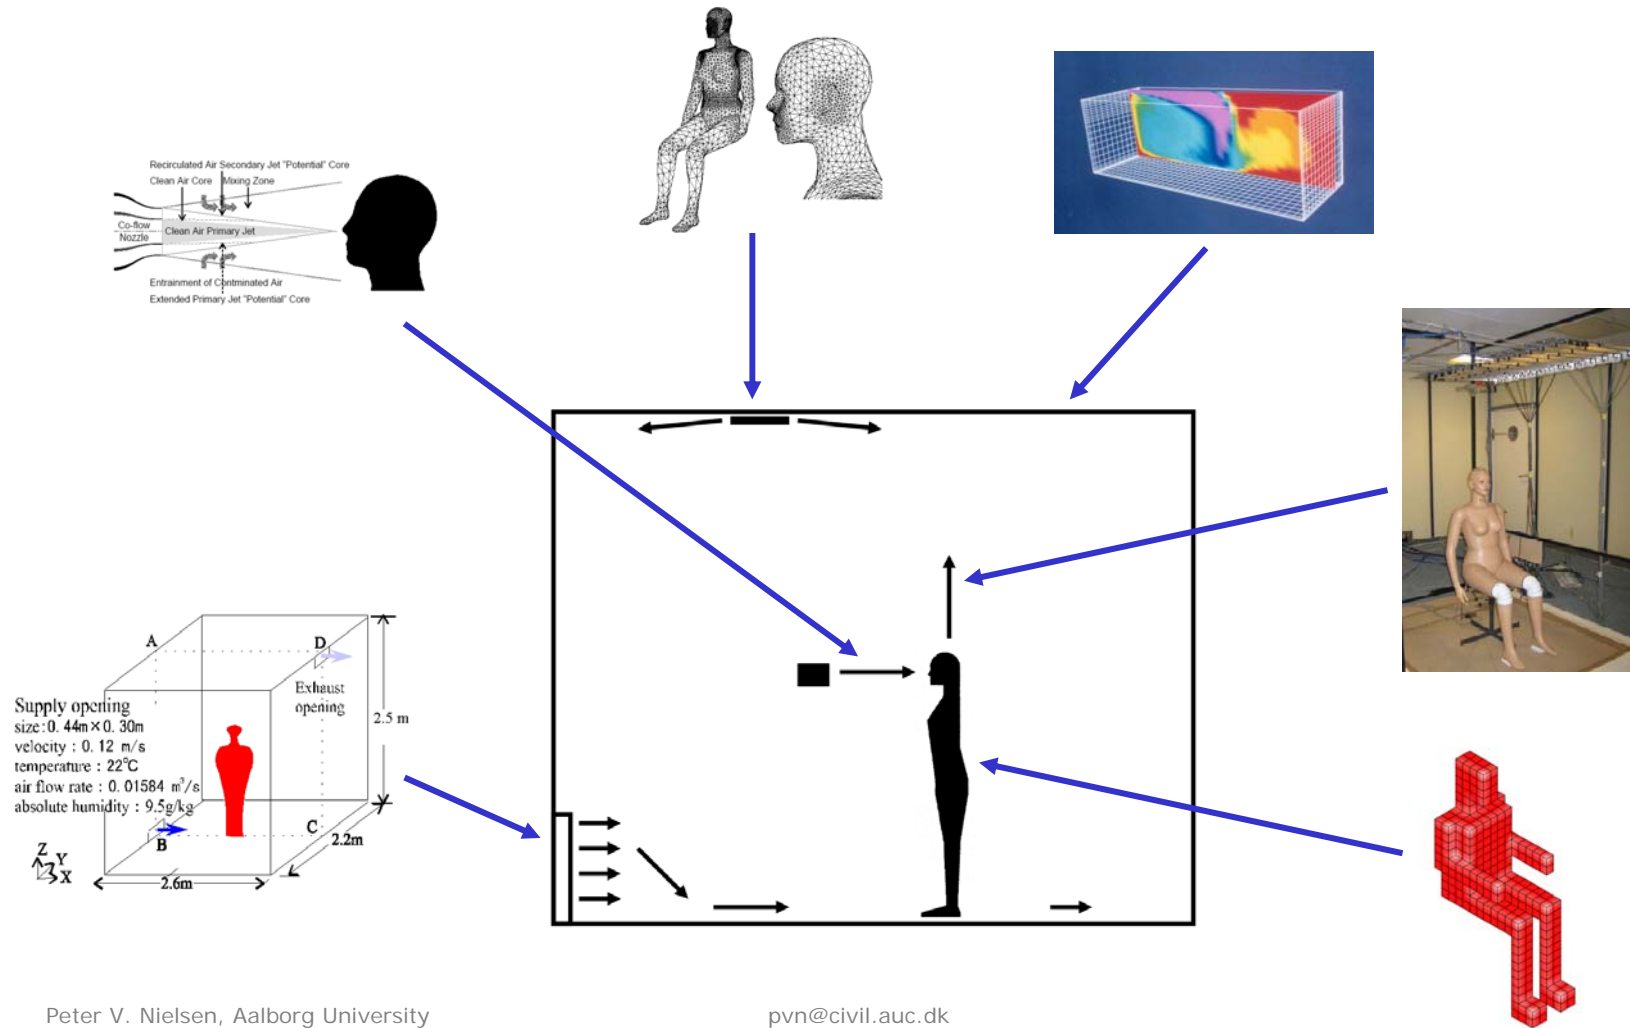 Recirculated Air Secondary Jet "Potential" Core
Clean Air Core Mixing Zone
Co-flow
Nozzle
Clean Air Primary Jet
Entrainment of Contminated Air
Extended Primary Jet "Potential" Core
A
D
Exhaust
opening
2.5 m
Supply opening
size:0.44m×0.30m
velocity : 0.12 m/s
temperature : 22°C
air flow rate : 0.01584 m³/s
absolute humidity : 9.5g/kg
B
C
2.2m
Z
Y
X
2.6m
Peter V. Nielsen, Aalborg University
pvn@civil.auc.dk